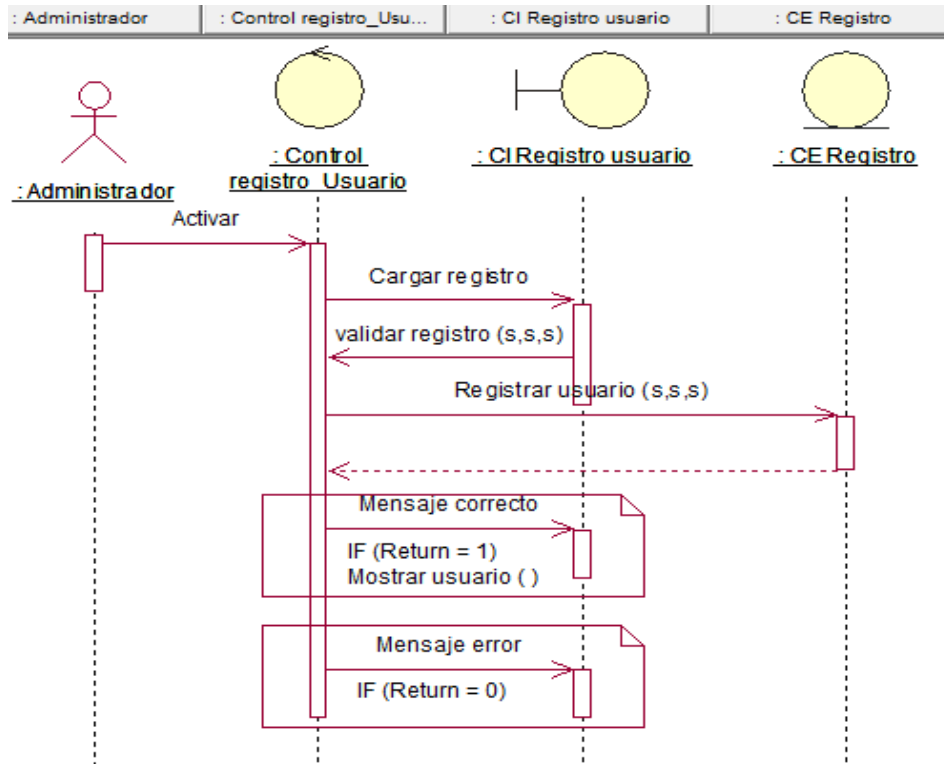 : Administrador
: Control registro_Usu...
: CI Registro usuario
: CE Registro
: Administrador
: Control
registro_Usuario
: CI Registro usuario
: CE Registro
Activar
Cargar registro
validar registro (s,s,s)
Registrar usuario (s,s,s)
Mensaje correcto
IF (Return = 1)
Mostrar usuario ( )
Mensaje error
IF (Return = 0)